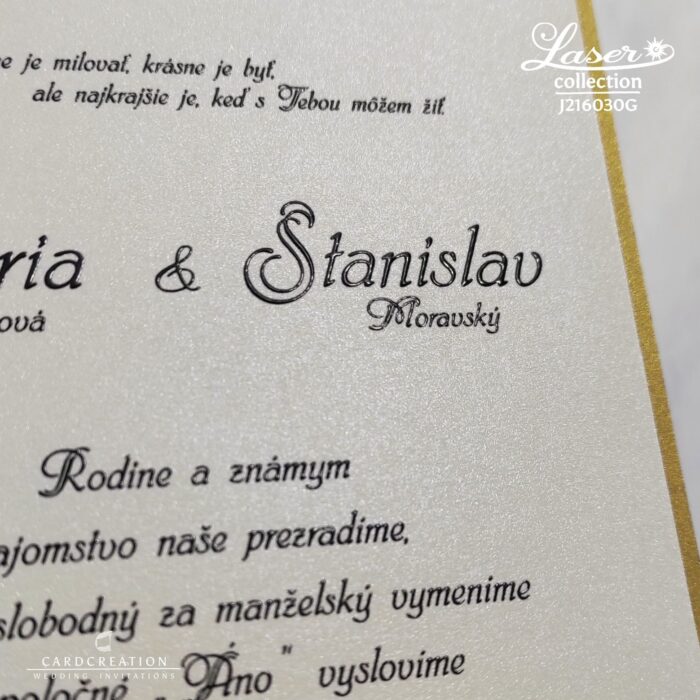 Laser
collection
J216030G
je milovať, krásne je byť,
ale najkrajšie je, keď s Tebou môžem žiť.
ria & Stanislav
ová Moravský
Rodine a známym
ajomstvo naše prezradíme,
slobodný za manželský vymeníme
„Áno" vyslovíme
CARDCREATION
WEDDING INVITATIONS